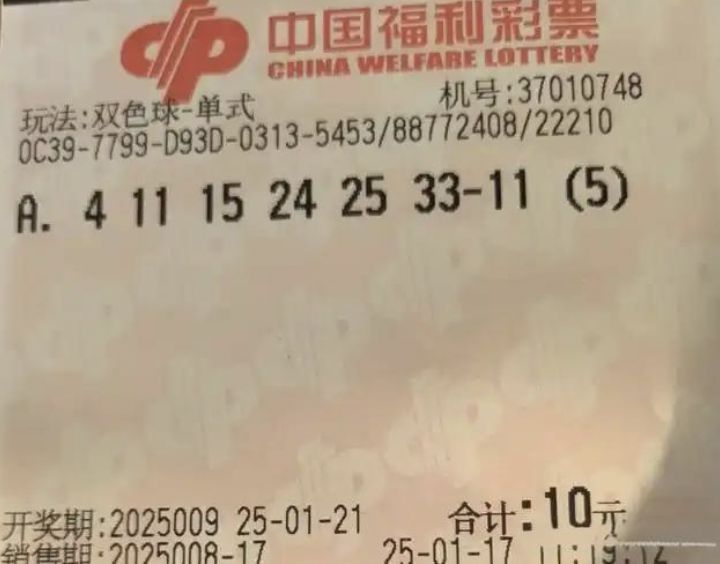 中国福利彩票
CHINA WELFARE LOTTERY
玩法:双色球-单式 机号:37010748
0C39-7799-D93D-0313-5453/88772408/22210
A. 4 11 15 24 25 33-11 (5)
开奖期:2025009 25-01-21 合计:10元
销售期:2025008-17 25-01-17 11:19:12